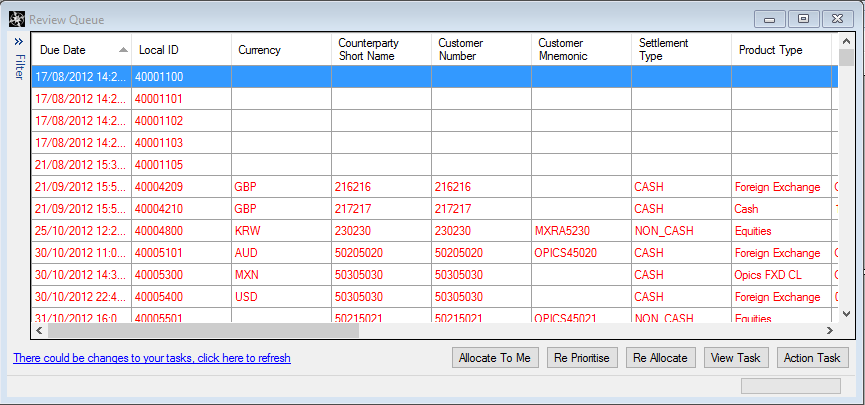 Review Queue
» Filter
Due Date Local ID Currency Counterparty Short Name Customer Number Customer Mnemonic Settlement Type Product Type
17/08/2012 14:2... 40001100
17/08/2012 14:2... 40001101
17/08/2012 14:2... 40001102
17/08/2012 14:2... 40001103
21/08/2012 15:3... 40001105
21/09/2012 15:5... 40004209 GBP 216216 216216 CASH Foreign Exchange
21/09/2012 15:5... 40004210 GBP 217217 217217 CASH Cash
25/10/2012 12:2... 40004800 KRW 230230 230230 MXRA5230 NON_CASH Equities
30/10/2012 11:0... 40005101 AUD 50205020 50205020 OPICS45020 CASH Foreign Exchange
30/10/2012 14:3... 40005300 MXN 50305030 50305030 CASH Opics FXD CL
30/10/2012 22:4... 40005400 USD 50305030 50305030 CASH Foreign Exchange
31/10/2012 16:0... 40005501 50215021 OPICS45021 NON_CASH Equities
There could be changes to your tasks, click here to refresh
Allocate To Me Re Prioritise Re Allocate View Task Action Task